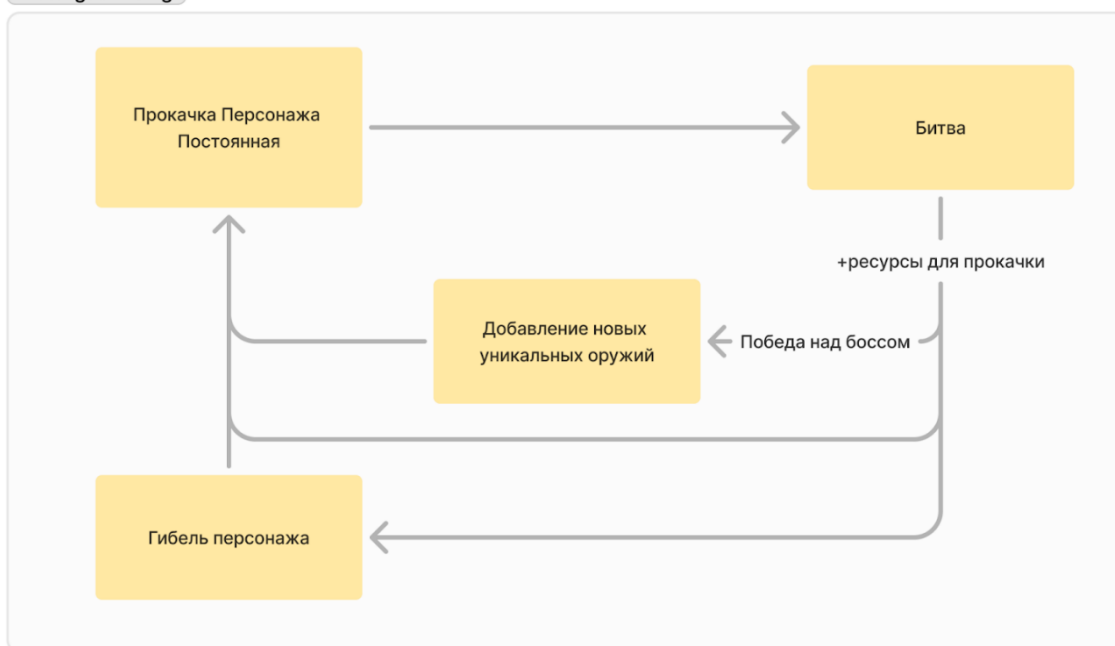 Прокачка Персонажа
Постоянная
Битва
+ресурсы для прокачки
Добавление новых
уникальных оружий
Победа над боссом
Гибель персонажа